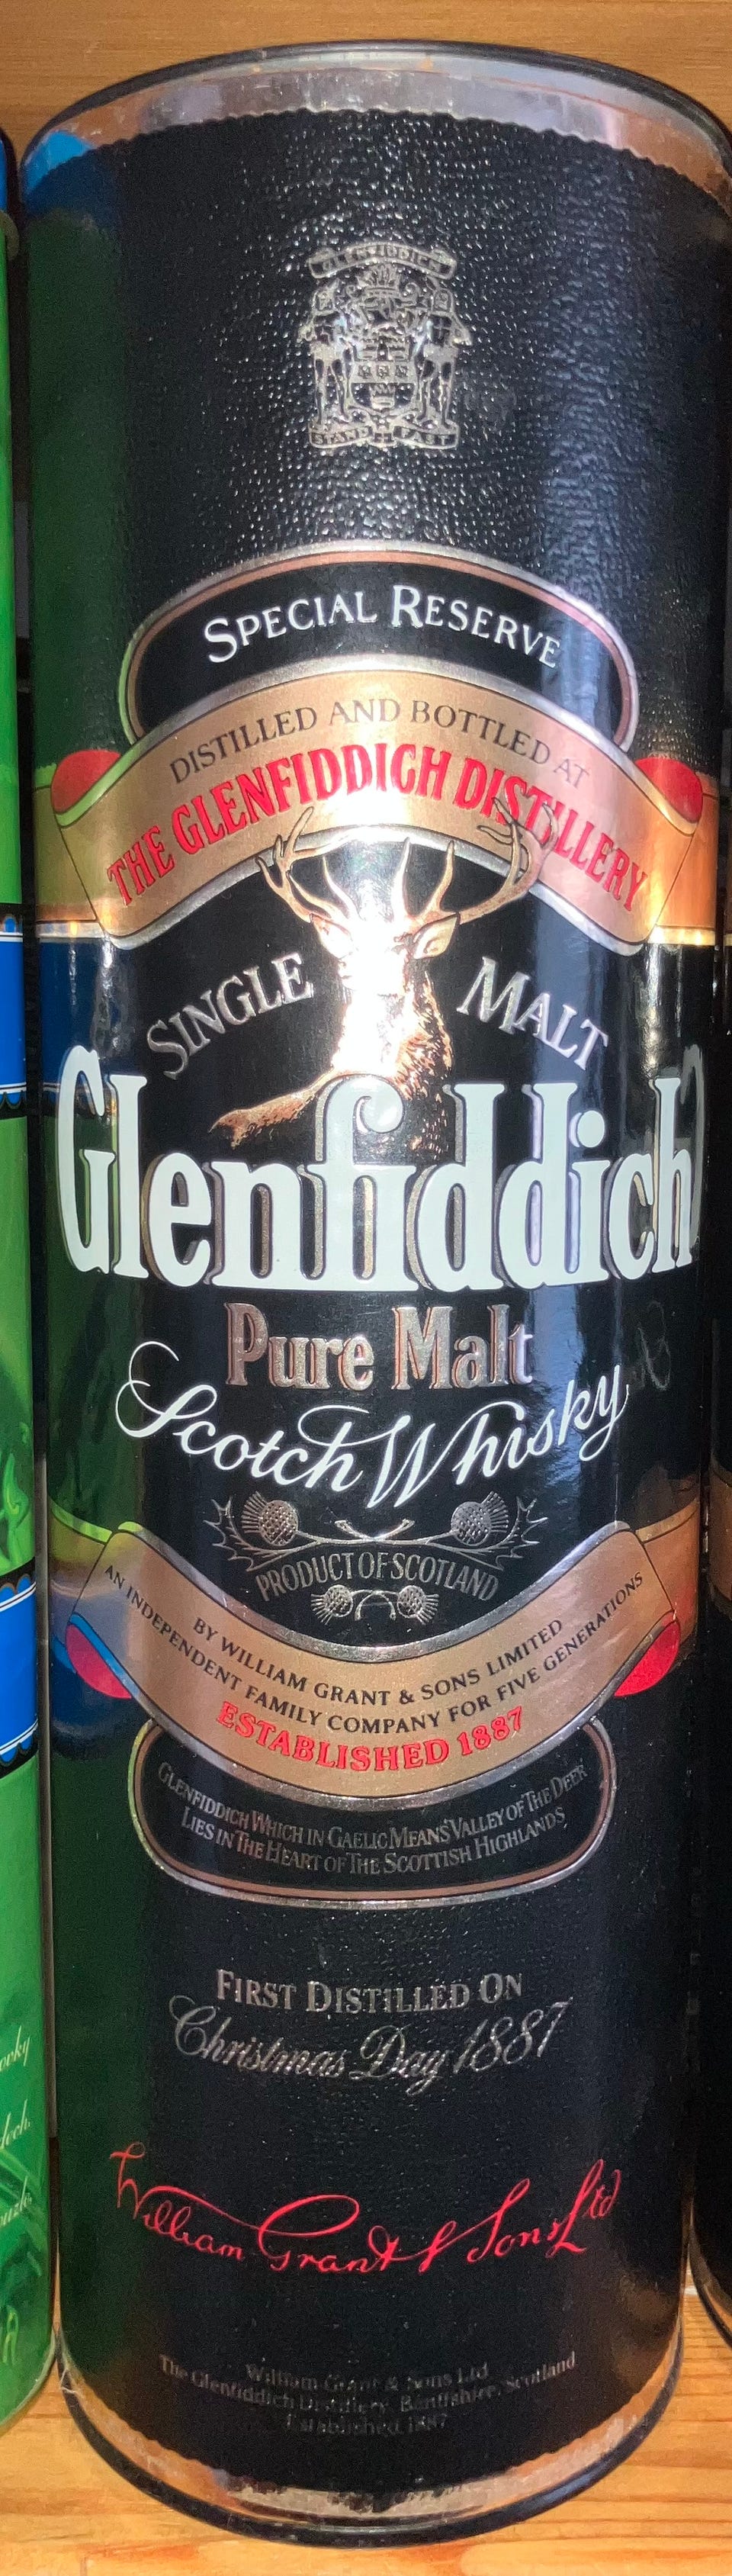 GLENFIDDICH
STAND FAST
SPECIAL RESERVE
DISTILLED AND BOTTLED AT
THE GLENFIDDICH DISTILLERY
SINGLE MALT
Glenfiddich
Pure Malt
Scotch Whisky
PRODUCT OF SCOTLAND
BY WILLIAM GRANT & SONS LIMITED
AN INDEPENDENT FAMILY COMPANY FOR FIVE GENERATIONS
ESTABLISHED 1887
GLENFIDDICH WHICH IN GAELIC MEANS 'VALLEY OF THE DEER'
LIES IN THE HEART OF THE SCOTTISH HIGHLANDS
FIRST DISTILLED ON
Christmas Day 1887
William Grant & Sons Ltd
William Grant & Sons Ltd.
The Glenfiddich Distillery, Banffshire, Scotland
Established 1887